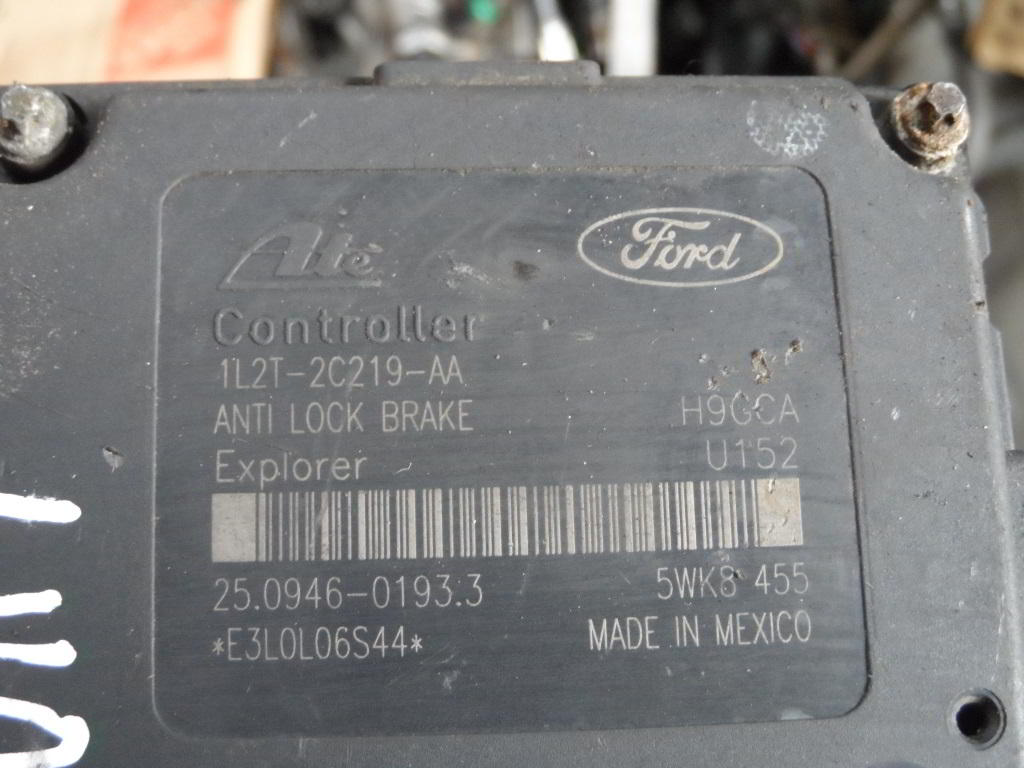 Ate
Ford
Controller
1L2T-2C219-AA
ANTI LOCK BRAKE H9GCA
Explorer U152
25.0946-0193.3 5WK8 455
*E3L0L06S44* MADE IN MEXICO